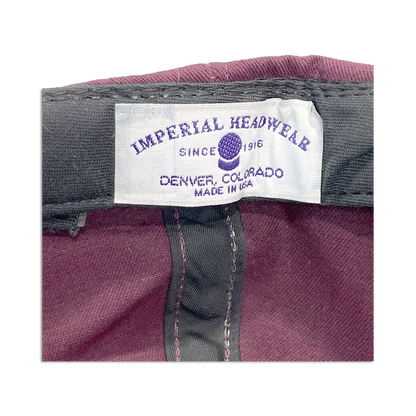 IMPERIAL HEADWEAR
SINCE 1916
DENVER, COLORADO
MADE IN USA